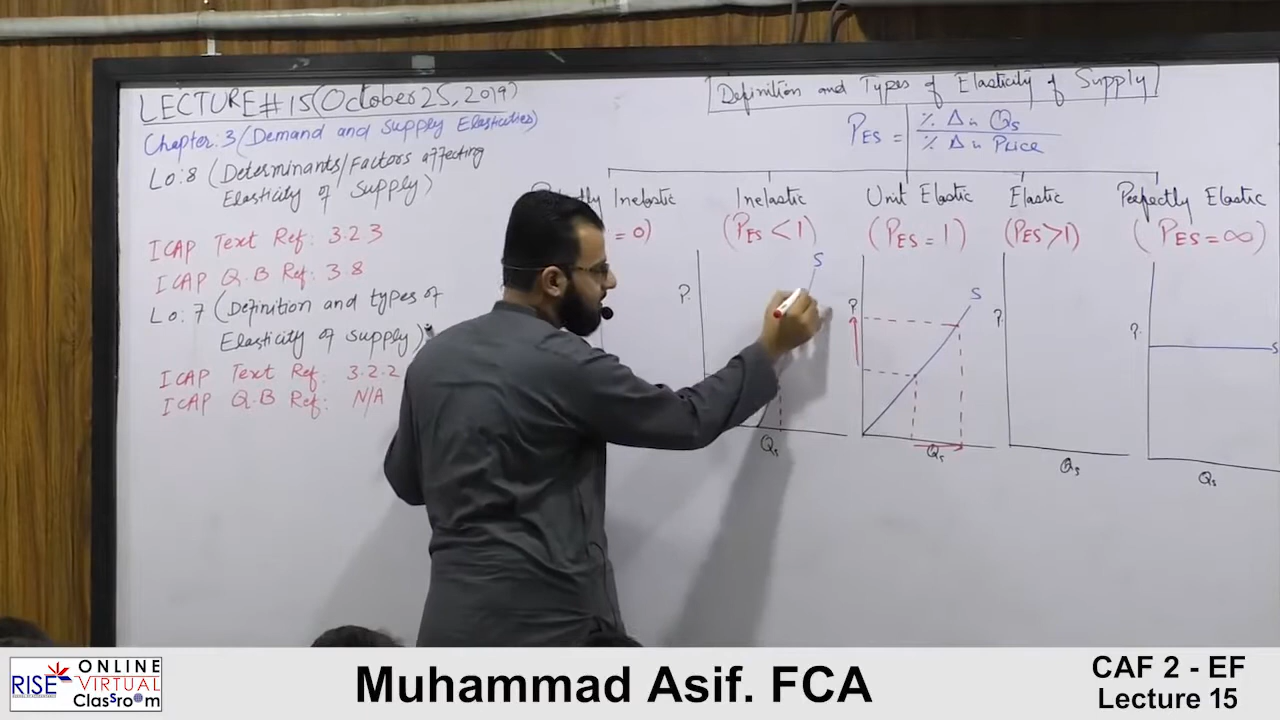 LECTURE#15(October 25, 2019)
Chapter:3(Demand and Supply Elasticities)
Lo:8 (Determinants/Factors affecting
Elasticity of Supply)
ICAP Text Ref: 3.2.3
ICAP Q.B Ref: 3.8
Lo:7 (Definition and types of
Elasticity of supply)
ICAP Text Ref: 3.2.2
ICAP Q.B Ref: N/A
Definition and Types of Elasticity of Supply
PES = % Δ in Qs
% Δ in Price
Inelastic
= 0)
Inelastic
(PES < 1)
Unit Elastic
(PES = 1)
Elastic
(PES>1)
Perfectly Elastic
(PES = ∞)
P.
S
Qs
P.
S
Qs
P.
Qs
P.
S
Qs
RISE
ONLINE
VIRTUAL
Classroom
Muhammad Asif. FCA
CAF 2 - EF
Lecture 15